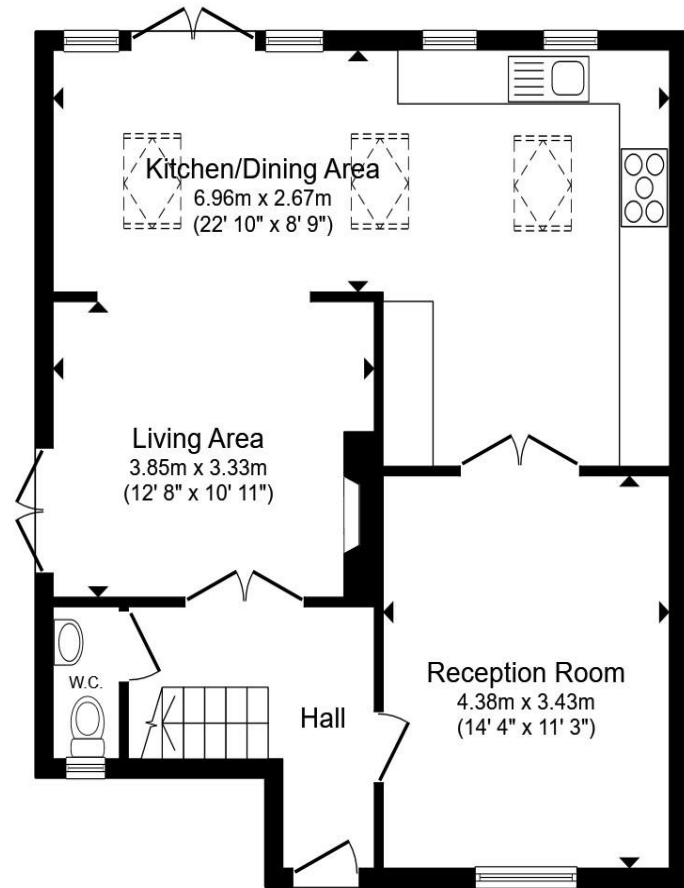 Kitchen/Dining Area
6.96m x 2.67m
(22' 10" x 8' 9")
Living Area
3.85m x 3.33m
(12' 8" x 10' 11")
W.C.
Hall
Reception Room
4.38m x 3.43m
(14' 4" x 11' 3")